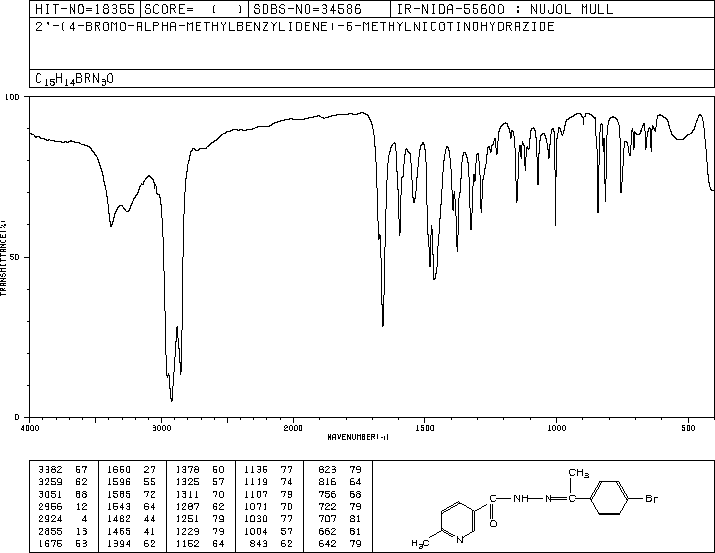 HIT-NO=18355 SCORE= ( ) SDBS-NO=34586 IR-NIDA-55600 : NUJOL MULL
2'-(4-BROMO-ALPHA-METHYLBENZYLIDENE)-6-METHYLNICOTINOHYDRAZIDE
C15H14BRN3O
100
50
0
TRANSMITTANCE(%)
4000 3000 2000 1500 1000 500
WAVENUMBER(-1)
3382 57 1660 27 1378 50 1136 77 823 79
3259 62 1596 55 1325 57 1119 74 816 64
3051 68 1585 72 1311 70 1107 79 756 68
2956 12 1543 64 1287 62 1071 70 722 79
2924 4 1482 44 1251 79 1030 77 707 81
2855 13 1465 41 1229 79 1004 57 662 81
1675 53 1394 62 1152 64 843 62 642 79
CH3
C NH N C Br
O
H3C N